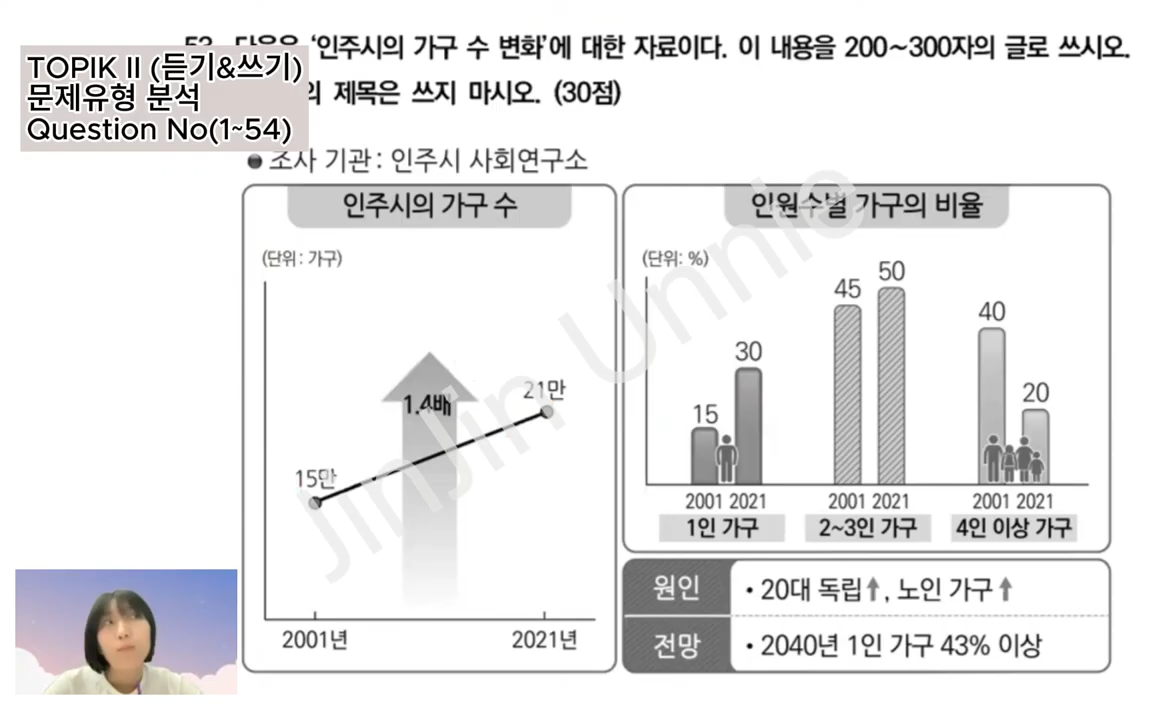 ‘인주시의 가구 수 변화’에 대한 자료이다. 이 내용을 200~300자의 글로 쓰시오.
제목은 쓰지 마시오. (30점)
TOPIK II (듣기&쓰기)
문제유형 분석
Question No(1~54)
● 조사 기관 : 인주시 사회연구소
인주시의 가구 수
(단위 : 가구)
1.4배
21만
15만
2001년 2021년
인원수별 가구의 비율
(단위 : %)
15 30 45 50 40 20
2001 2021 2001 2021 2001 2021
1인 가구 2~3인 가구 4인 이상 가구
원인 • 20대 독립↑, 노인 가구↑
전망 • 2040년 1인 가구 43% 이상
JinJin Unnie